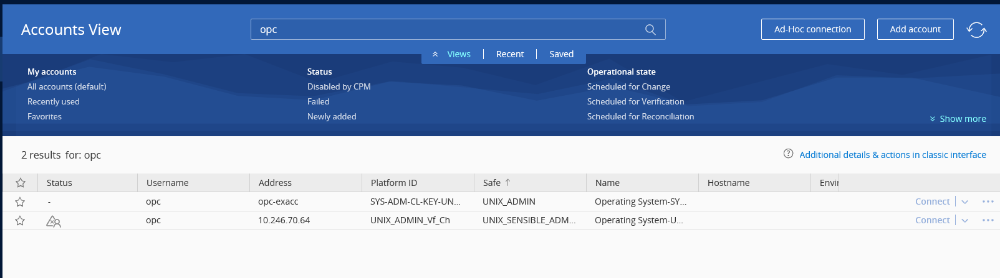 Accounts View
opc
Ad-Hoc connection
Add account
Views
Recent
Saved
My accounts
All accounts (default)
Recently used
Favorites
Status
Disabled by CPM
Failed
Newly added
Operational state
Scheduled for Change
Scheduled for Verification
Scheduled for Reconciliation
Show more
2 results for: opc
? Additional details & actions in classic interface
Status Username Address Platform ID Safe ↑ Name Hostname Envir
- opc opc-exacc SYS-ADM-CL-KEY-UN... UNIX_ADMIN Operating System-SY... Connect
opc 10.246.70.64 UNIX_ADMIN_Vf_Ch UNIX_SENSIBLE_ADM... Operating System-U... Connect